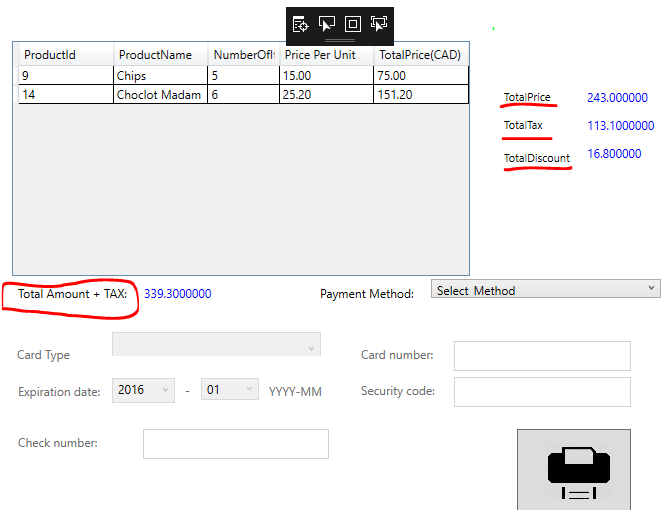 ProductId ProductName NumberOfIt Price Per Unit TotalPrice(CAD)
9 Chips 5 15.00 75.00
14 Choclot Madam 6 25.20 151.20
TotalPrice 243.000000
TotalTax 113.1000000
TotalDiscount 16.800000
Total Amount + TAX: 339.3000000 Payment Method: Select Method
Card Type Card number:
Expiration date: 2016 - 01 YYYY-MM Security code:
Check number: